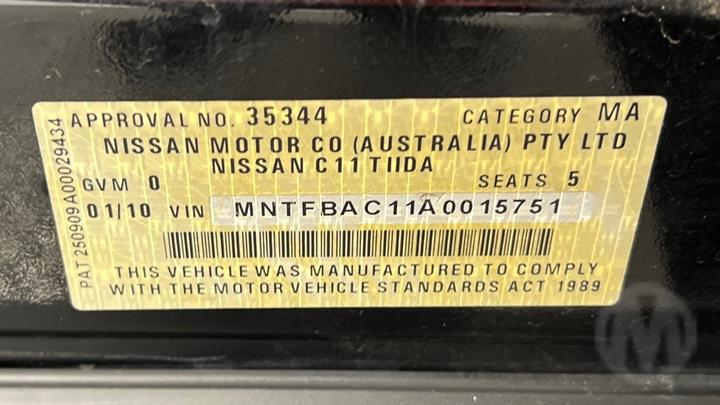 APPROVAL NO. 35344 CATEGORY MA
NISSAN MOTOR CO (AUSTRALIA) PTY LTD
NISSAN C11 TIIDA
GVM 0 SEATS 5
01/10 VIN MNTFBAC11A0015751
THIS VEHICLE WAS MANUFACTURED TO COMPLY
WITH THE MOTOR VEHICLE STANDARDS ACT 1989
PAT 250909A00029434
M